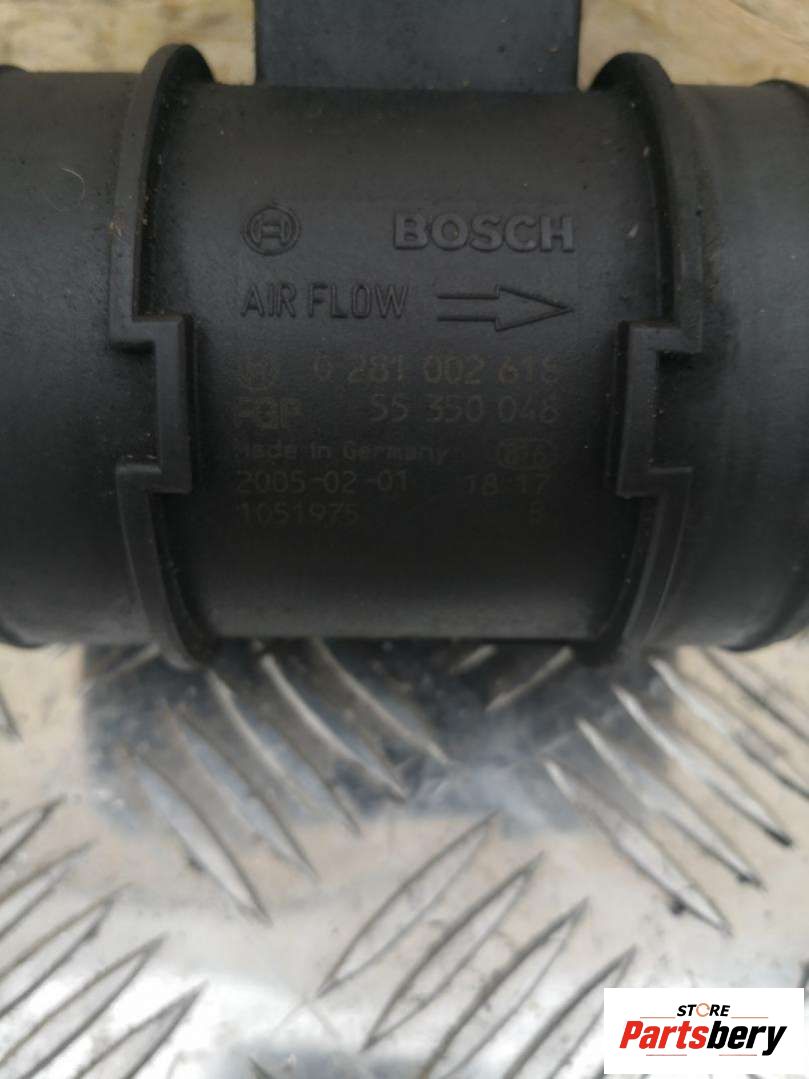 BOSCH
AIR FLOW
0 281 002 618
FGP 55 350 048
Made in Germany 016
2005-02-01 18:17
1051975 B
STORE
Partsbery